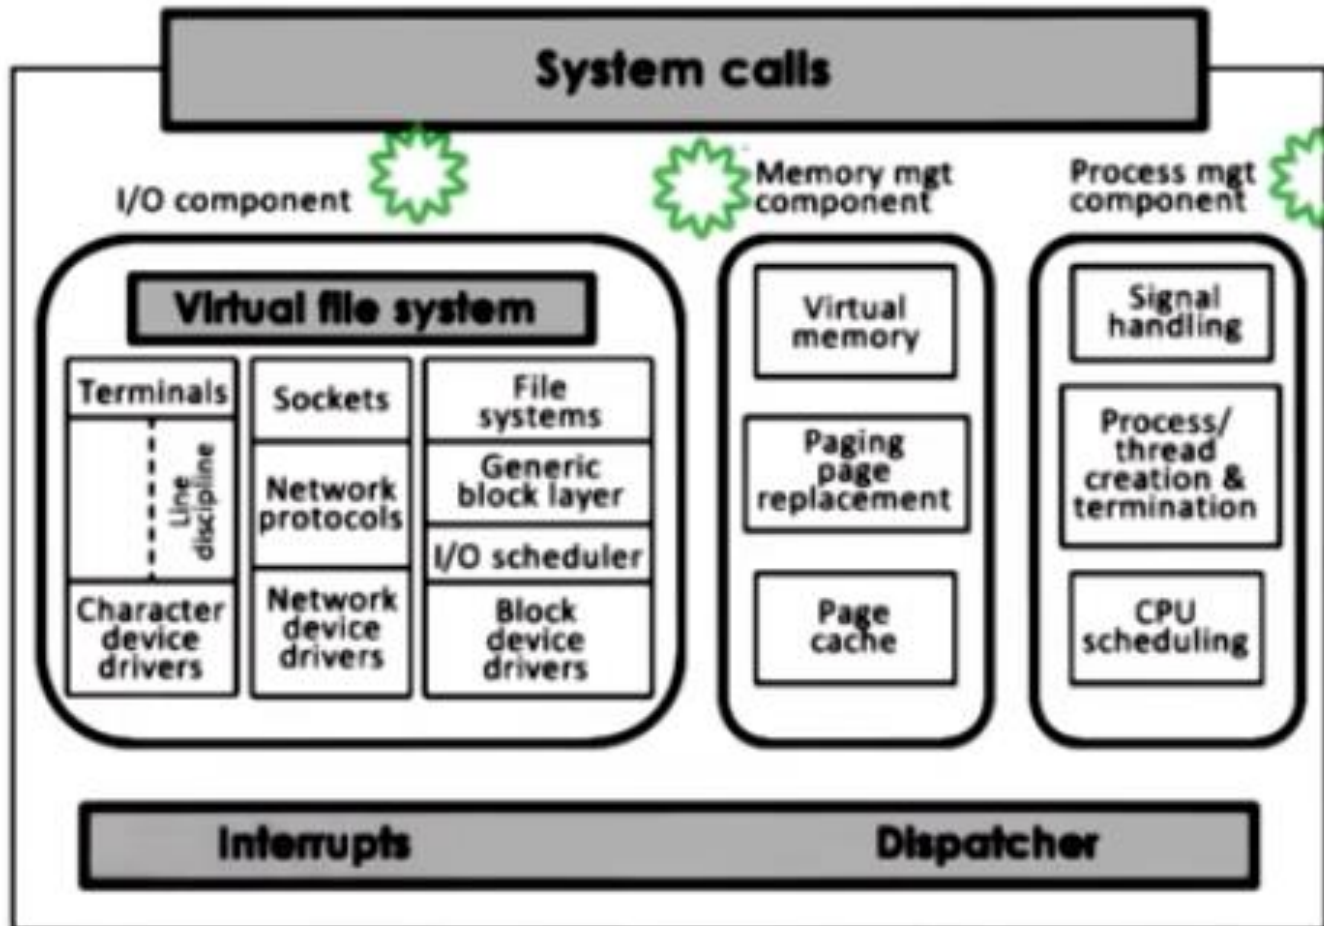 System calls
I/O component
Memory mgt
component
Process mgt
component
Virtual file system
Terminals
Line
discipline
Character
device
drivers
Sockets
Network
protocols
Network
device
drivers
File
systems
Generic
block layer
I/O scheduler
Block
device
drivers
Virtual
memory
Paging
page
replacement
Page
cache
Signal
handling
Process/
thread
creation &
termination
CPU
scheduling
Interrupts
Dispatcher